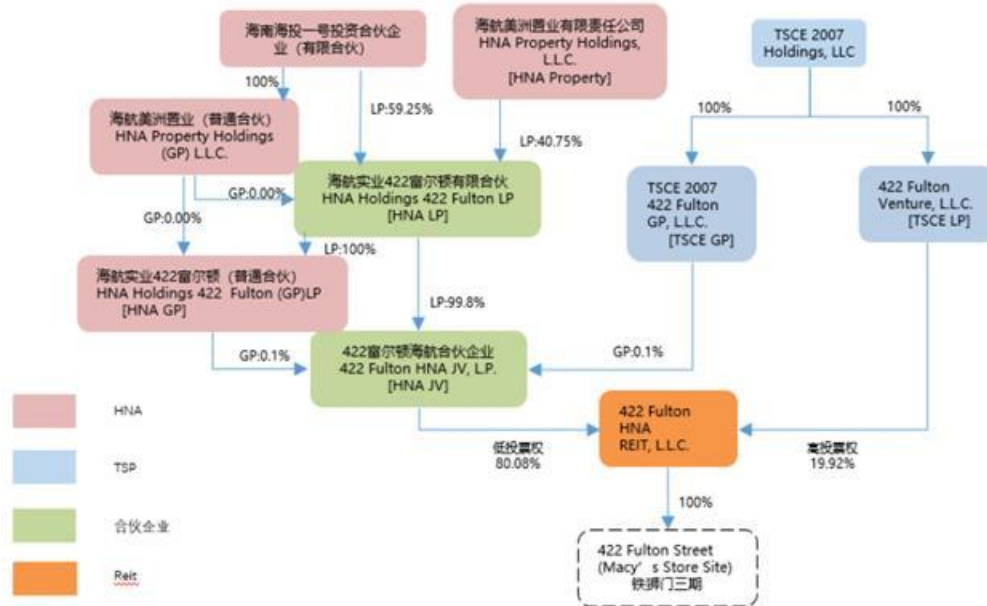 海南海投一号投资合伙企
业（有限合伙）
海航美洲置业有限责任公司
HNA Property Holdings,
L.L.C.
[HNA Property]
TSCE 2007
Holdings, LLC
100%
LP:59.25%
LP:40.75%
100%
100%
海航美洲置业（普通合伙）
HNA Property Holdings
(GP) L.L.C.
GP:0.00%
GP:0.00%
海航实业422富尔顿有限合伙
HNA Holdings 422 Fulton LP
[HNA LP]
TSCE 2007
422 Fulton
GP, L.L.C.
[TSCE GP]
422 Fulton
Venture, L.L.C.
[TSCE LP]
LP:100%
海航实业422富尔顿（普通合伙）
HNA Holdings 422 Fulton (GP)LP
[HNA GP]
LP:99.8%
GP:0.1%
GP:0.1%
422富尔顿海航合伙企业
422 Fulton HNA JV, L.P.
[HNA JV]
422 Fulton
HNA
REIT, L.L.C.
低投票权
80.08%
高投票权
19.92%
100%
422 Fulton Street
(Macy's Store Site)
铁狮门三期
HNA
TSP
合伙企业
Reit